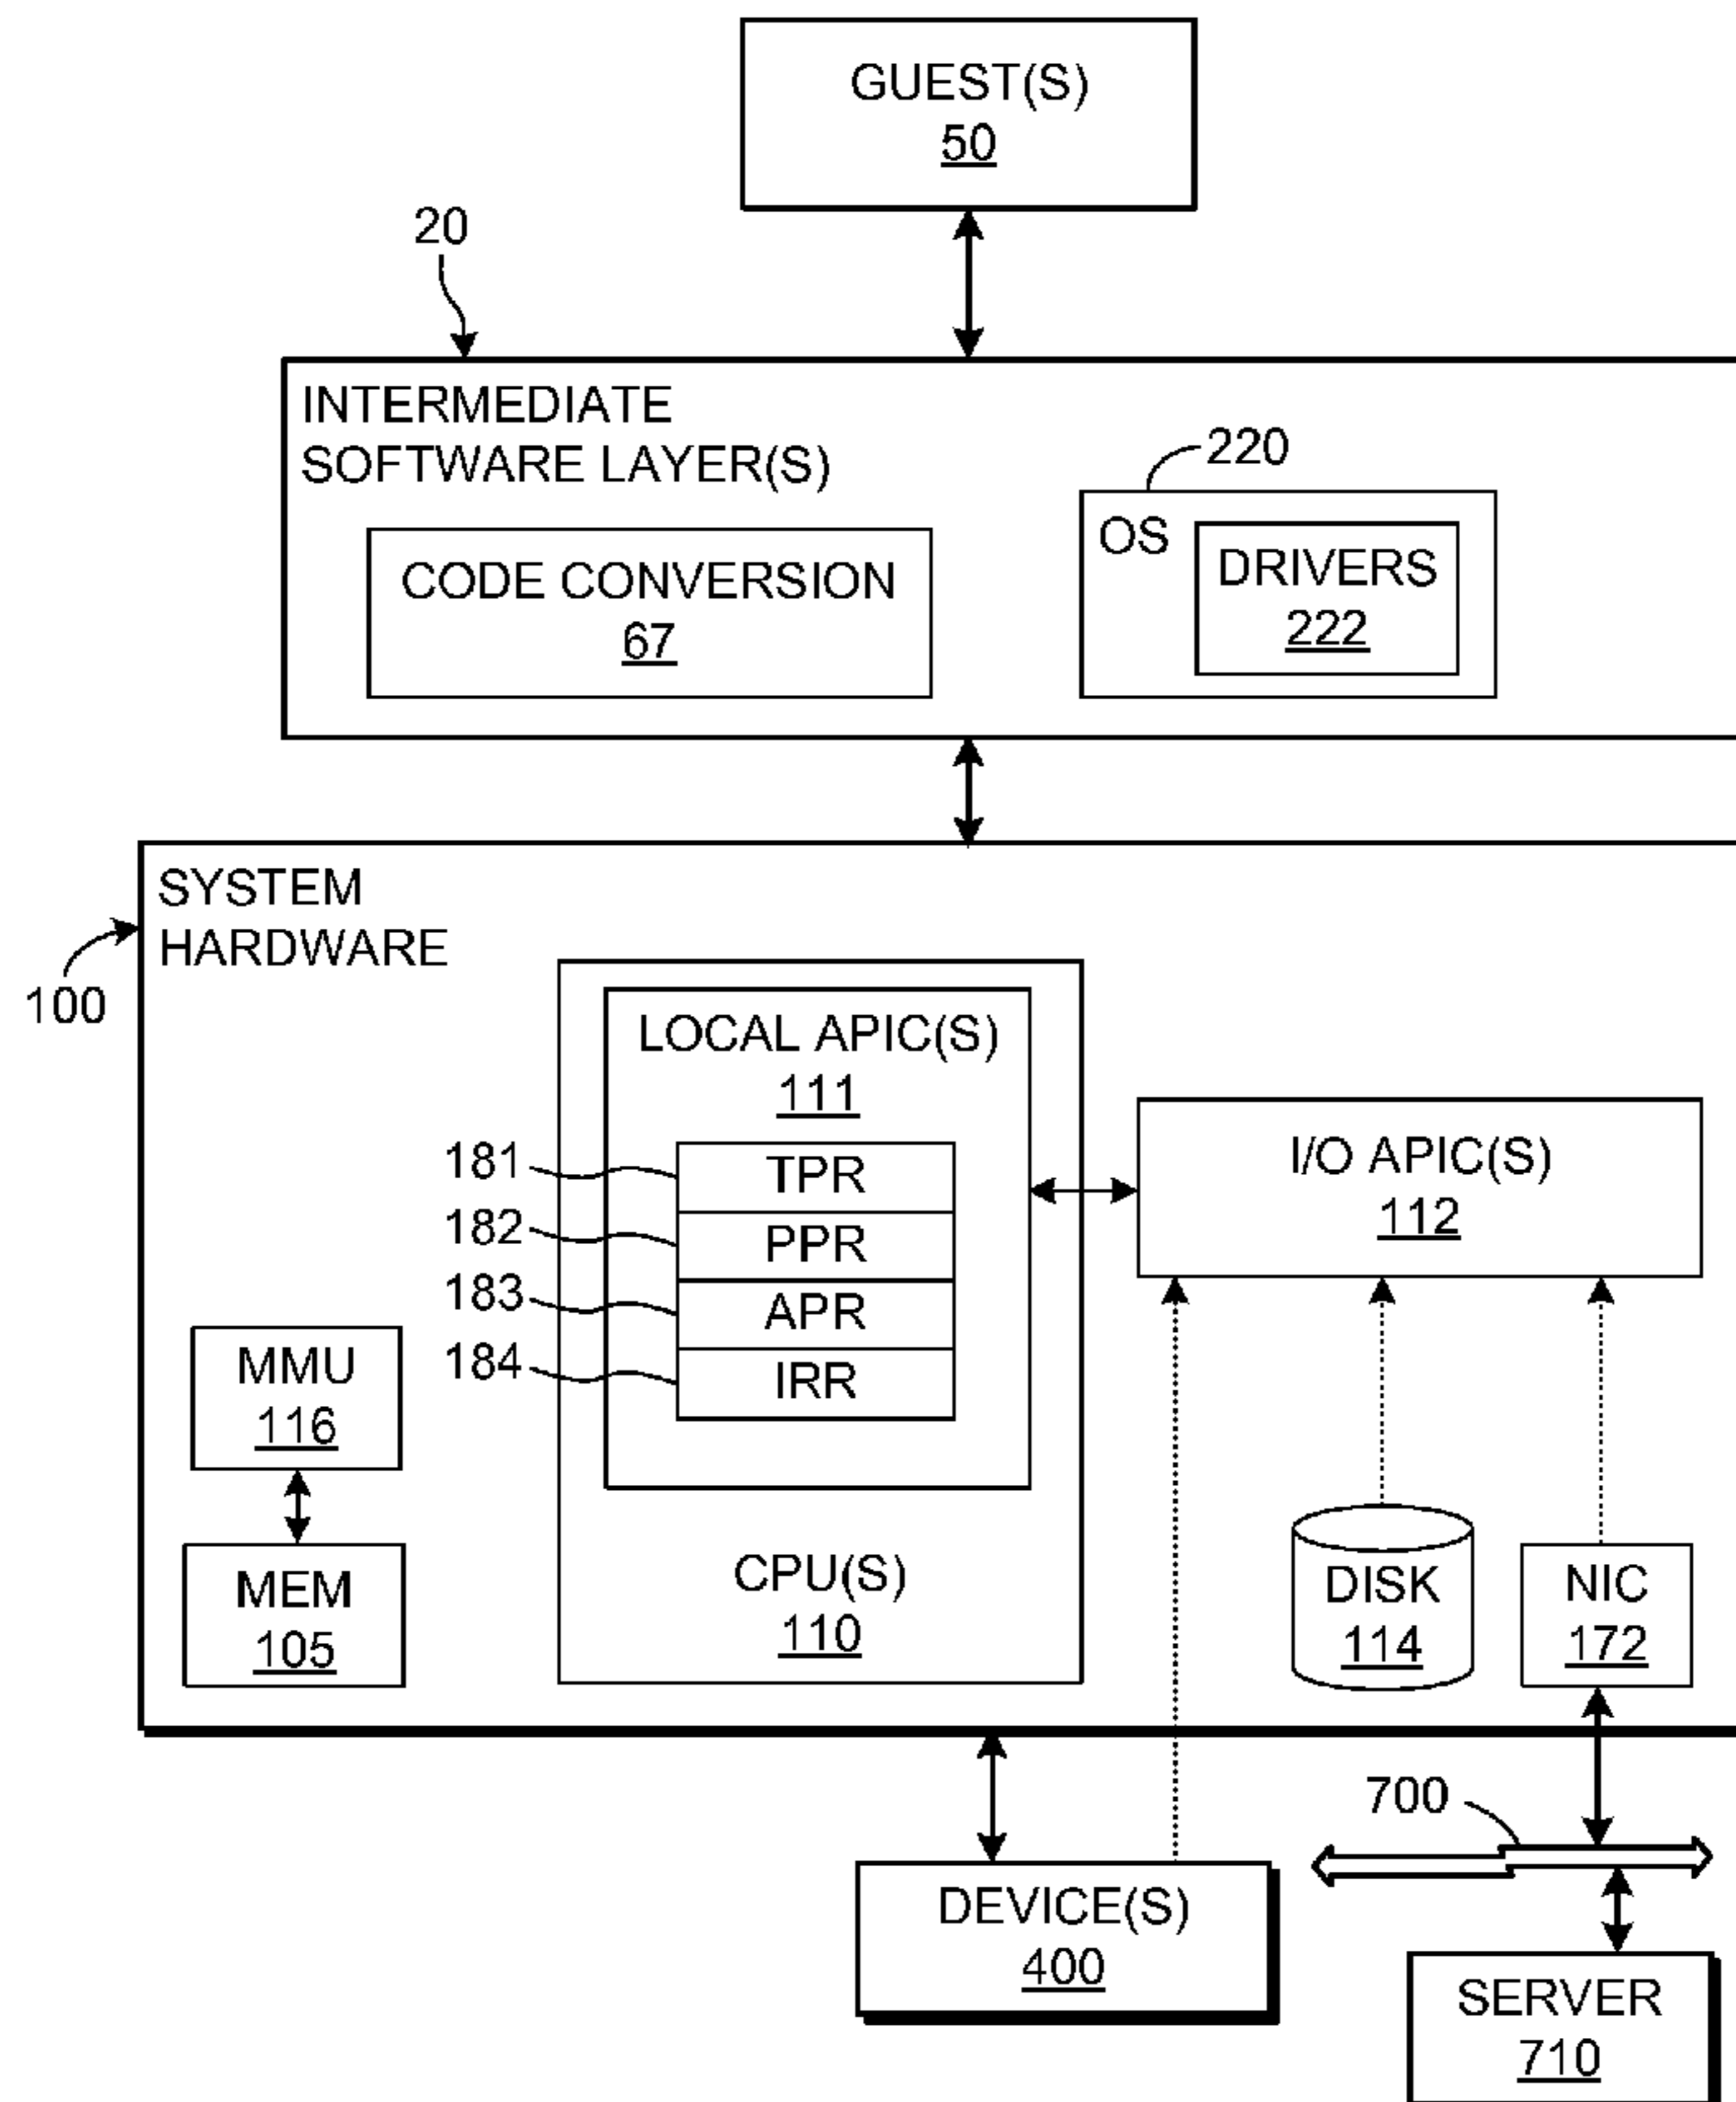 GUEST(S)
50
20
INTERMEDIATE
SOFTWARE LAYER(S)
220
OS
DRIVERS
222
CODE CONVERSION
67
SYSTEM
HARDWARE
100
LOCAL APIC(S)
111
181
TPR
182
PPR
183
APR
184
IRR
I/O APIC(S)
112
MMU
116
MEM
105
CPU(S)
110
DISK
114
NIC
172
700
DEVICE(S)
400
SERVER
710